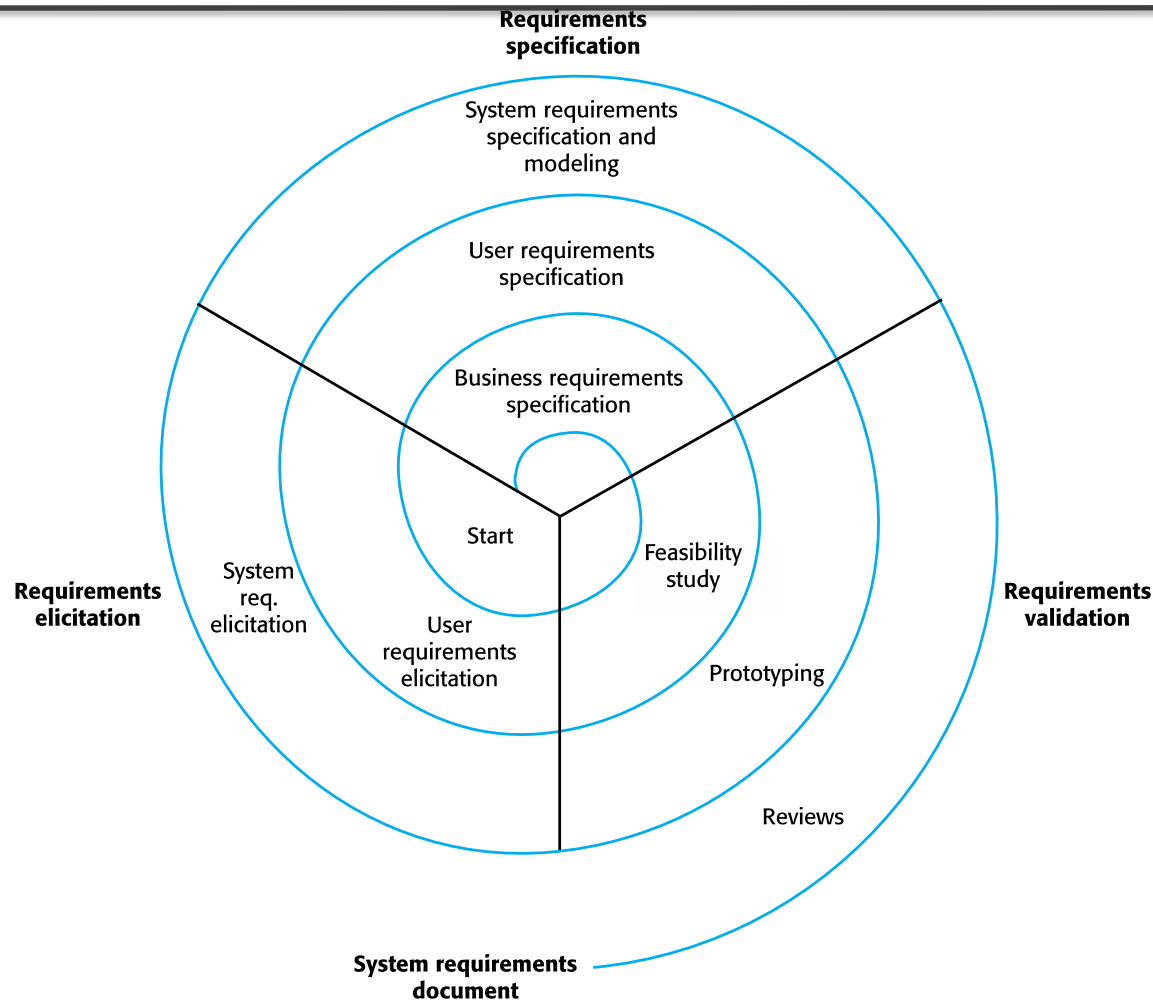 Requirements
specification
System requirements
specification and
modeling
User requirements
specification
Business requirements
specification
Start
Feasibility
study
System
req.
elicitation
Requirements
elicitation
Requirements
validation
User
requirements
elicitation
Prototyping
Reviews
System requirements
document